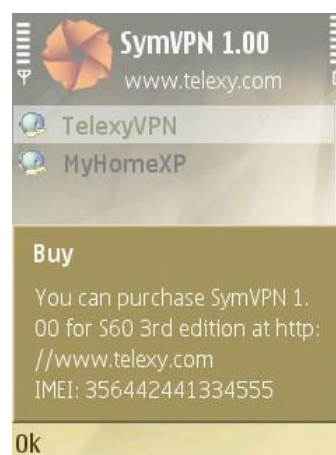 SymVPN 1.00
www.telexy.com
TelexyVPN
MyHomeXP
Buy
You can purchase SymVPN 1.
00 for S60 3rd edition at http:
//www.telexy.com
IMEI: 356442441334555
Ok